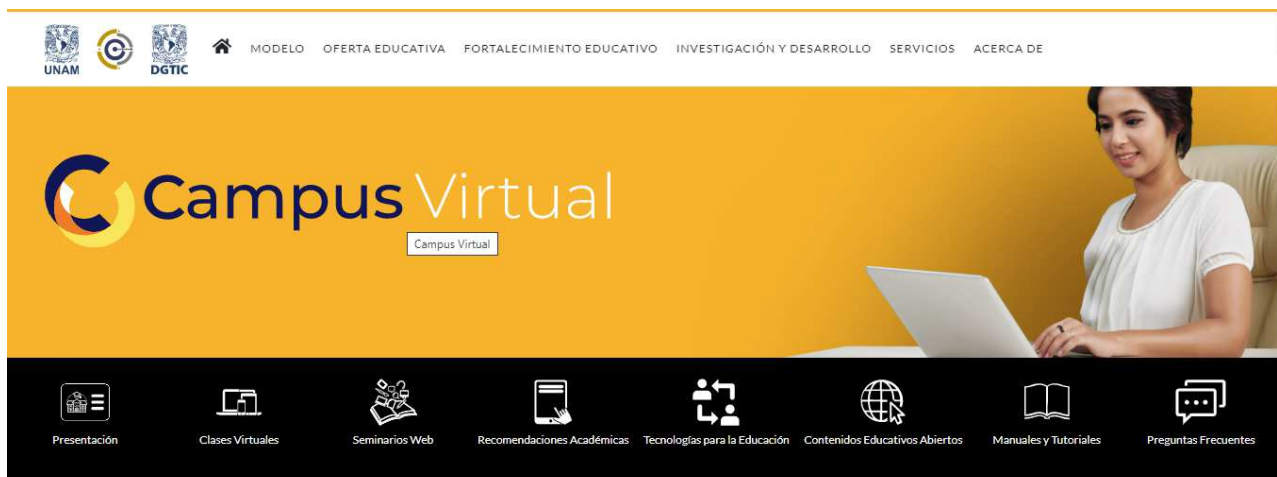 UNAM
DGTIC
MODELO OFERTA EDUCATIVA FORTALECIMIENTO EDUCATIVO INVESTIGACIÓN Y DESARROLLO SERVICIOS ACERCA DE
Campus Virtual
Campus Virtual
Presentación
Clases Virtuales
Seminarios Web
Recomendaciones Académicas
Tecnologías para la Educación
Contenidos Educativos Abiertos
Manuales y Tutoriales
Preguntas Frecuentes